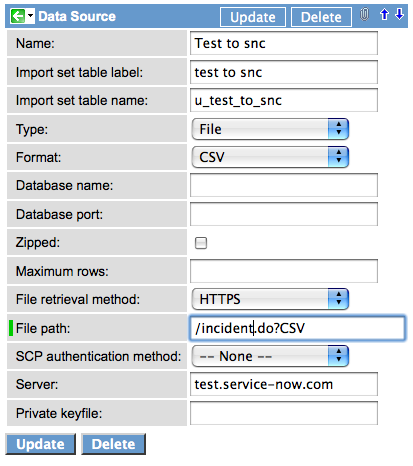 Data Source Update Delete
Name: Test to snc
Import set table label: test to snc
Import set table name: u_test_to_snc
Type: File
Format: CSV
Database name:
Database port:
Zipped:
Maximum rows:
File retrieval method: HTTPS
File path: /incident.do?CSV
SCP authentication method: -- None --
Server: test.service-now.com
Private keyfile:
Update Delete